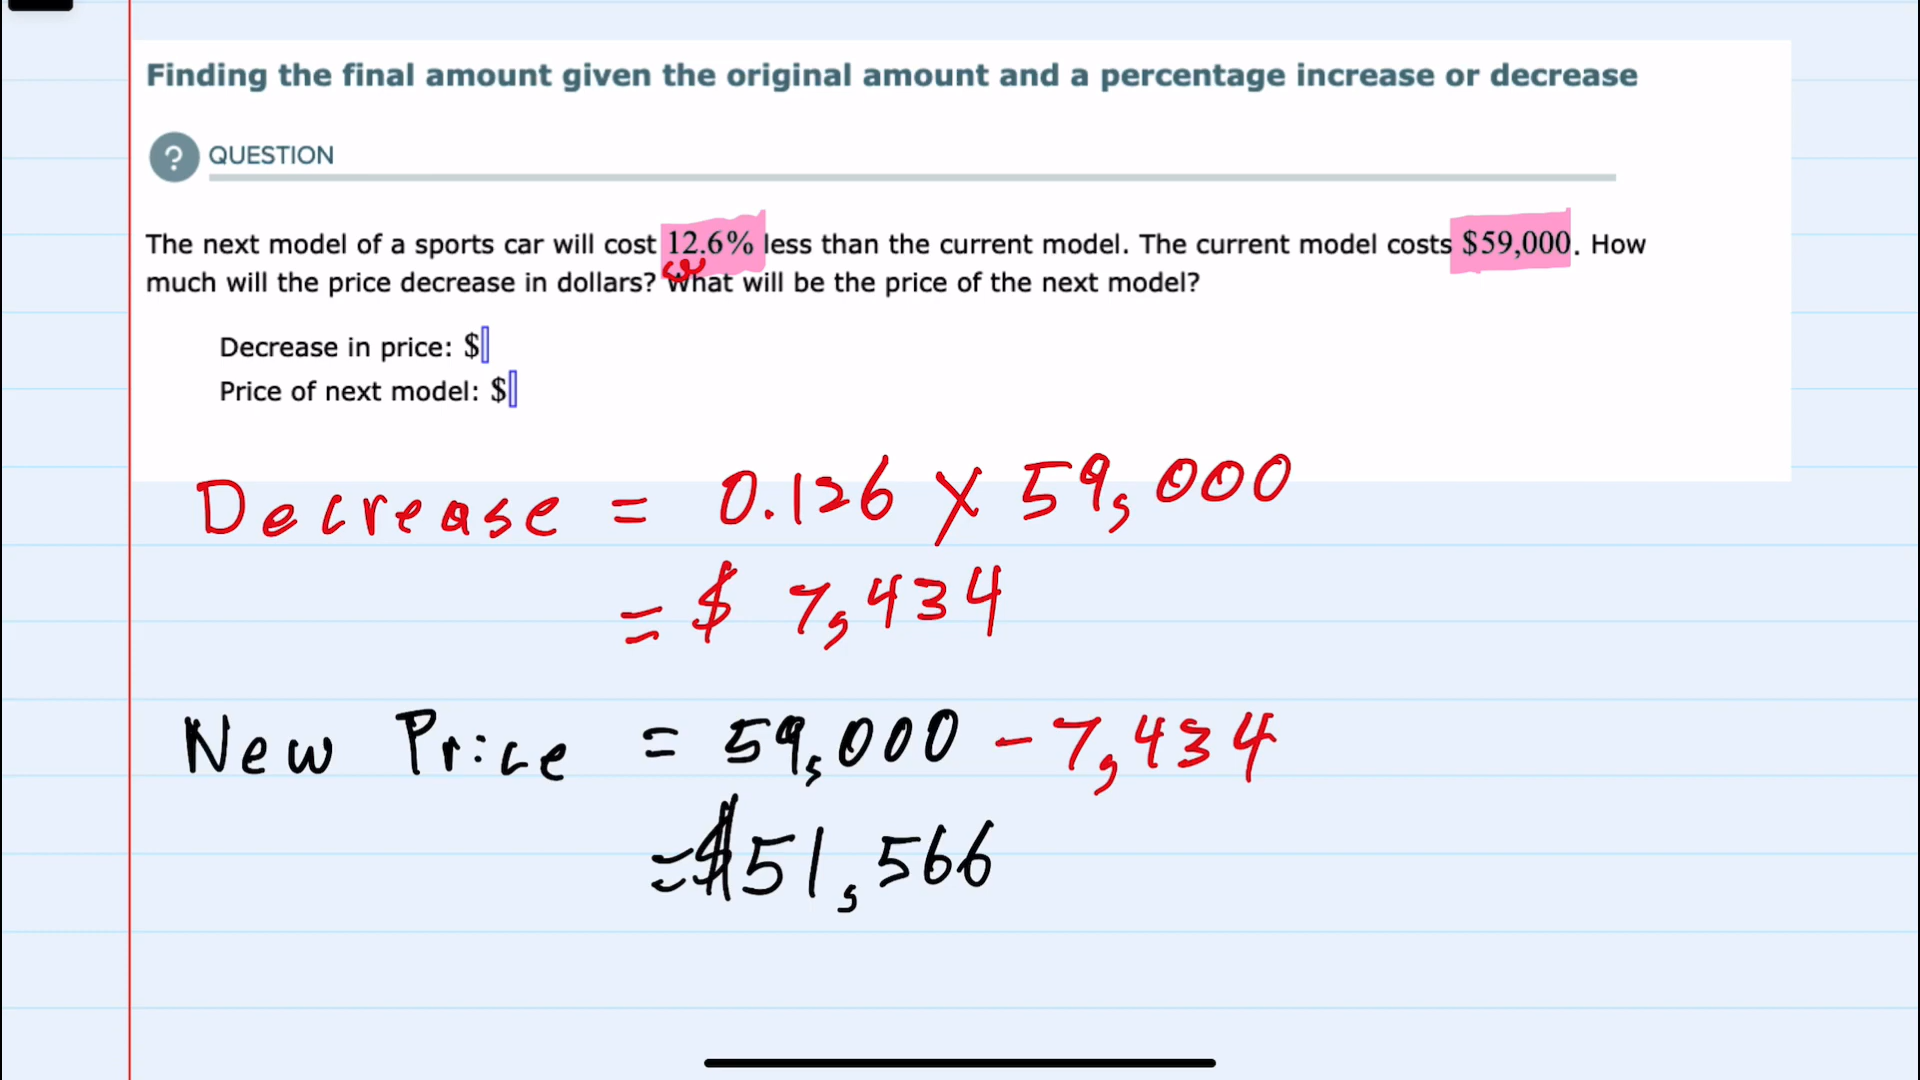 Finding the final amount given the original amount and a percentage increase or decrease
? QUESTION
The next model of a sports car will cost 12.6% less than the current model. The current model costs $59,000. How
much will the price decrease in dollars? What will be the price of the next model?
Decrease in price: $
Price of next model: $
Decrease = 0.126 × 59,000
= $ 7,434
New Price = 59,000 - 7,434
= $51,566